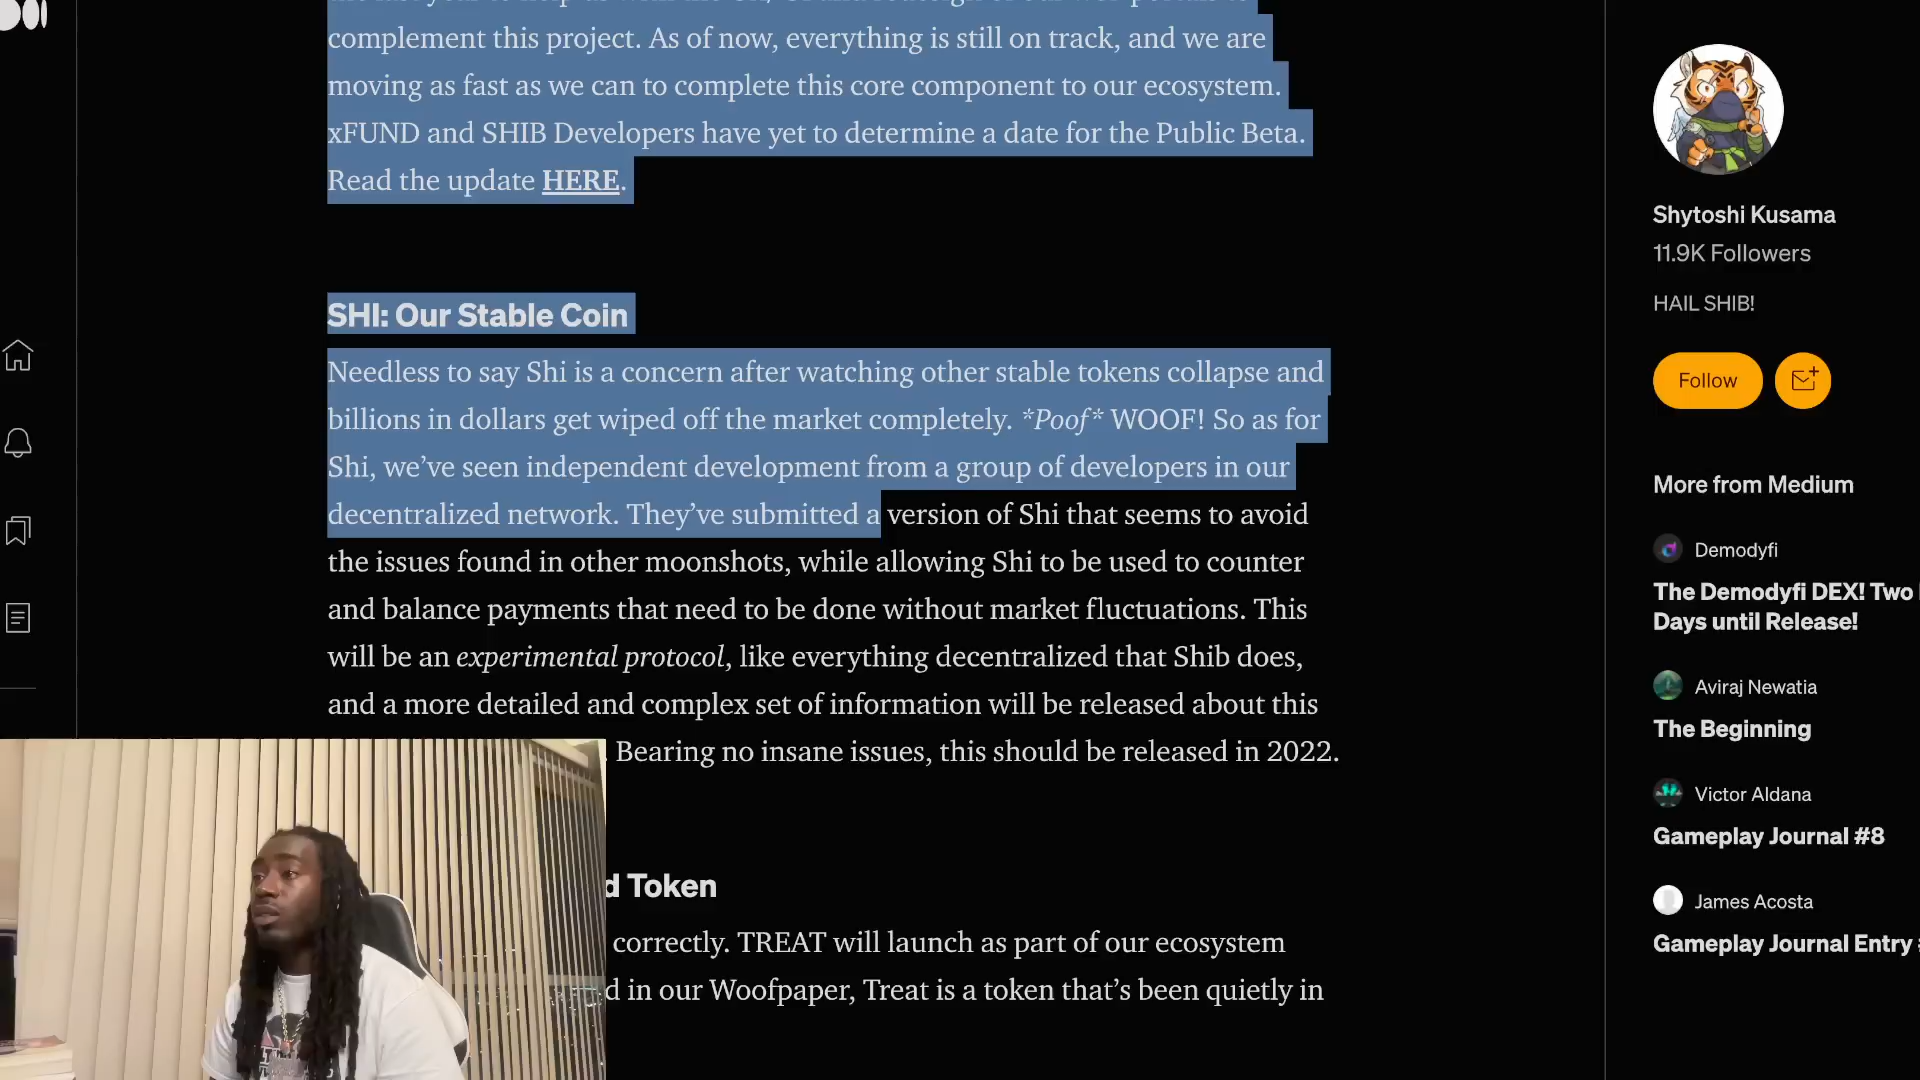 complement this project. As of now, everything is still on track, and we are
moving as fast as we can to complete this core component to our ecosystem.
xFUND and SHIB Developers have yet to determine a date for the Public Beta.
Read the update HERE.
SHI: Our Stable Coin
Needless to say Shi is a concern after watching other stable tokens collapse and
billions in dollars get wiped off the market completely. *Poof* WOOF! So as for
Shi, we’ve seen independent development from a group of developers in our
decentralized network. They’ve submitted a version of Shi that seems to avoid
the issues found in other moonshots, while allowing Shi to be used to counter
and balance payments that need to be done without market fluctuations. This
will be an experimental protocol, like everything decentralized that Shib does,
and a more detailed and complex set of information will be released about this
. Bearing no insane issues, this should be released in 2022.
d Token
correctly. TREAT will launch as part of our ecosystem
d in our Woofpaper, Treat is a token that’s been quietly in
Shytoshi Kusama
11.9K Followers
HAIL SHIB!
Follow
More from Medium
Demodyfi
The Demodyfi DEX! Two
Days until Release!
Aviraj Newatia
The Beginning
Victor Aldana
Gameplay Journal #8
James Acosta
Gameplay Journal Entry